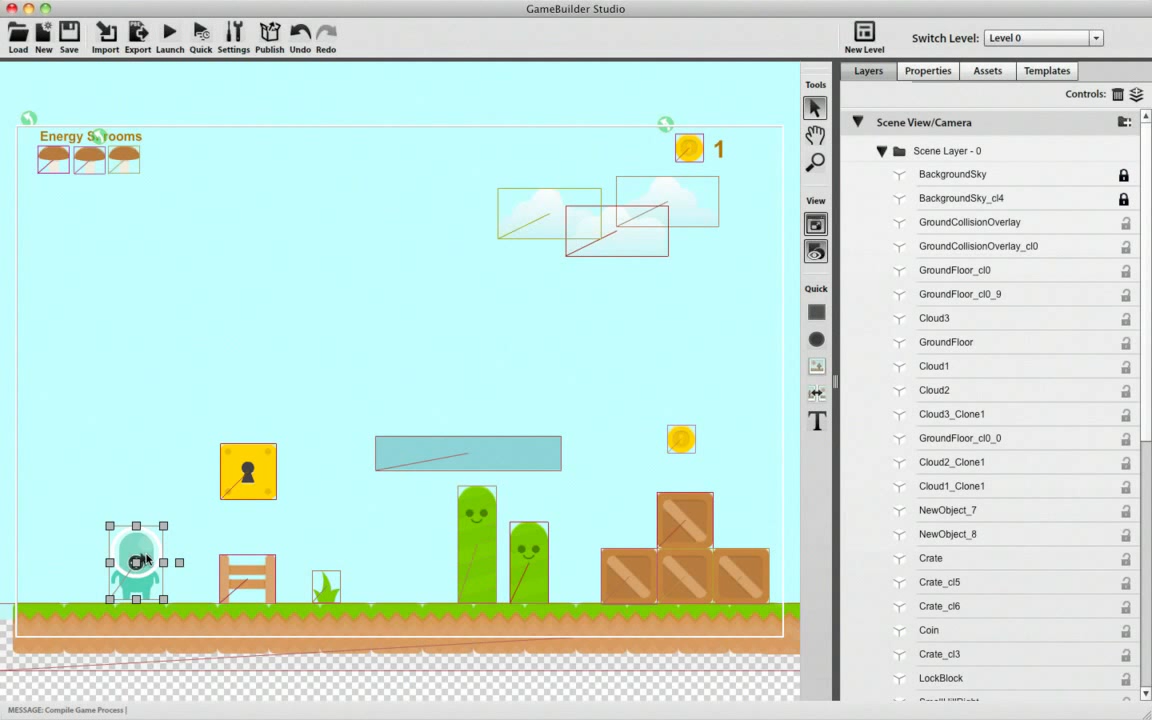 GameBuilder Studio
Load New Save Import Export Launch Quick Settings Publish Undo Redo
New Level
Switch Level: Level 0
Layers Properties Assets Templates
Controls:
Tools
View
Quick
T
Energy
1
Scene View/Camera
Scene Layer - 0
BackgroundSky
BackgroundSky_cl4
GroundCollisionOverlay
GroundCollisionOverlay_cl0
GroundFloor_cl0
GroundFloor_cl0_9
Cloud3
GroundFloor
Cloud1
Cloud2
Cloud3_Clone1
GroundFloor_cl0_0
Cloud2_Clone1
Cloud1_Clone1
NewObject_7
NewObject_8
Crate
Crate_cl5
Crate_cl6
Coin
Crate_cl3
LockBlock
MESSAGE: Compile Game Process |